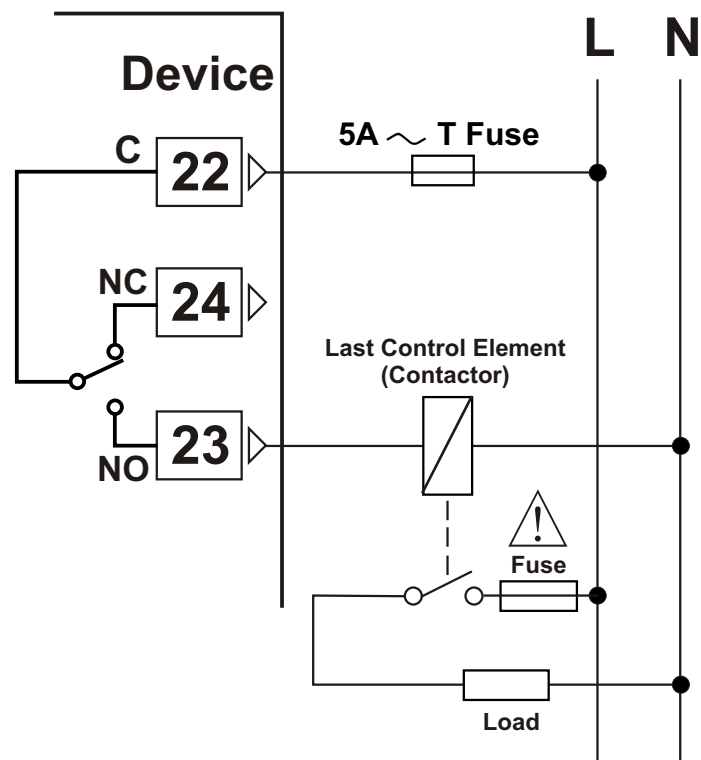 L N
Device
5A ~ T Fuse
C
22
NC
24
Last Control Element
(Contactor)
23
NO
!
Fuse
Load